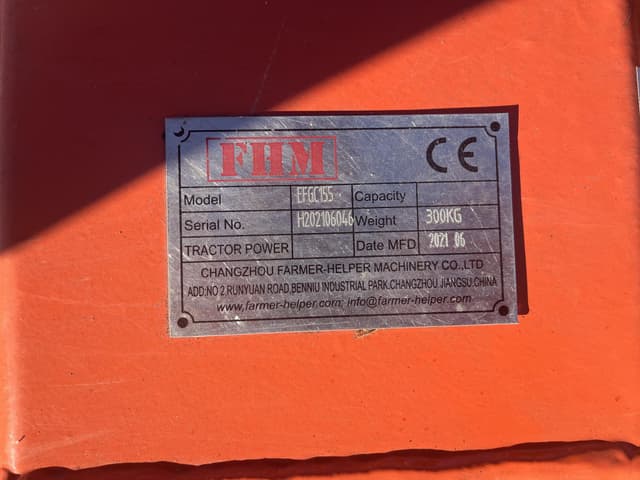 FHM CE
Model EFGC155 Capacity
Serial No. H202106046 Weight 300KG
TRACTOR POWER Date MFD 2021 06
CHANGZHOU FARMER-HELPER MACHINERY CO.,LTD
ADD:NO 2,RUNYUAN ROAD,BENNIU INDUSTRIAL PARK,CHANGZHOU JIANGSU,CHINA
www.farmer-helper.com; info@farmer-helper.com